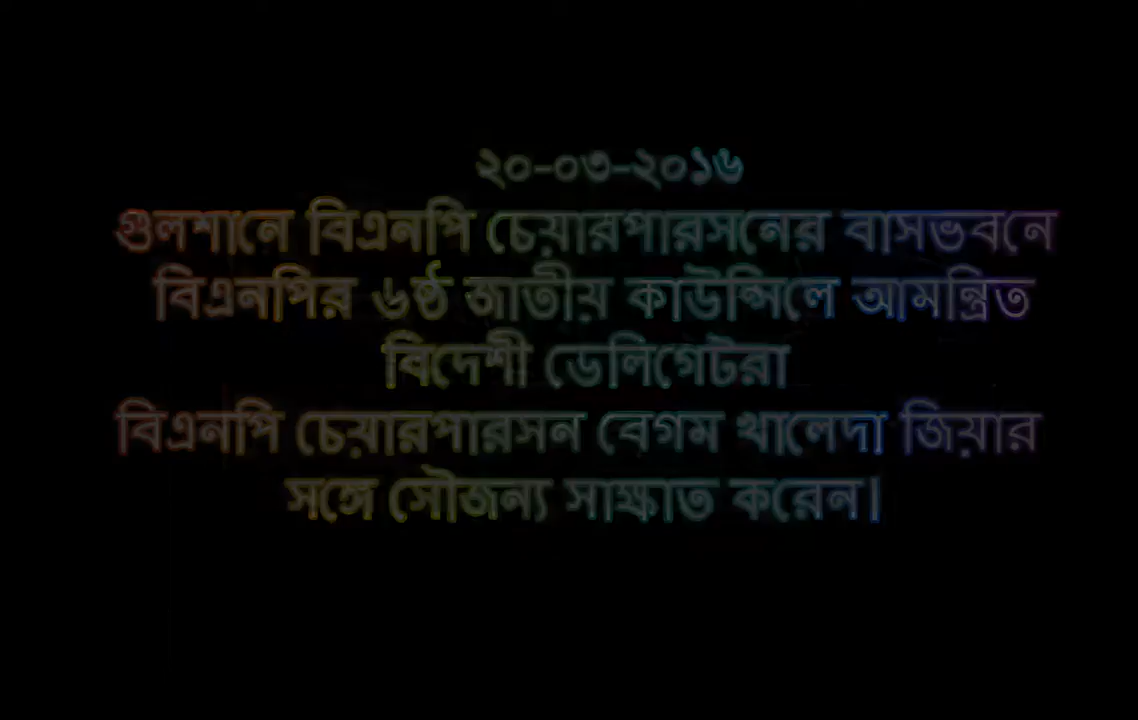 ২০-০৩-২০১৬
গুলশানে বিএনপি চেয়ারপারসনের বাসভবনে
বিএনপির ৬ষ্ঠ জাতীয় কাউন্সিলে আমন্ত্রিত
বিদেশী ডেলিগেটরা
বিএনপি চেয়ারপারসন বেগম খালেদা জিয়ার
সঙ্গে সৌজন্য সাক্ষাত করেন।